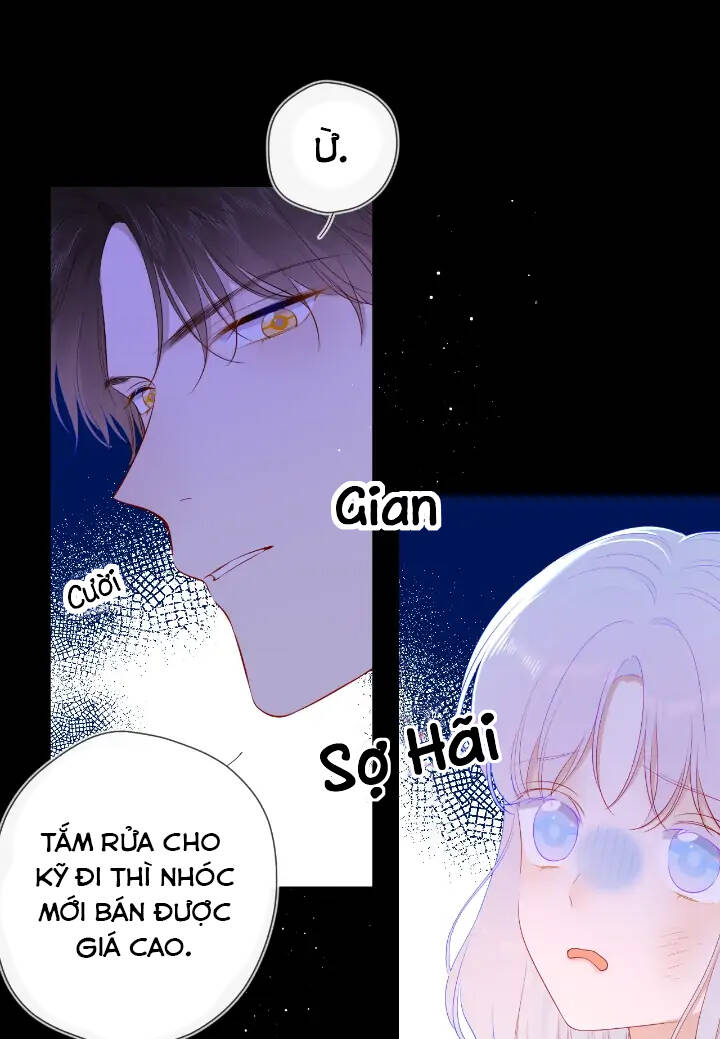 Ừ.
Gian
Cười
Sợ Hãi
TẮM RỬA CHO
KỸ ĐI THÌ NHÓC
MỚI BÁN ĐƯỢC
GIÁ CAO.